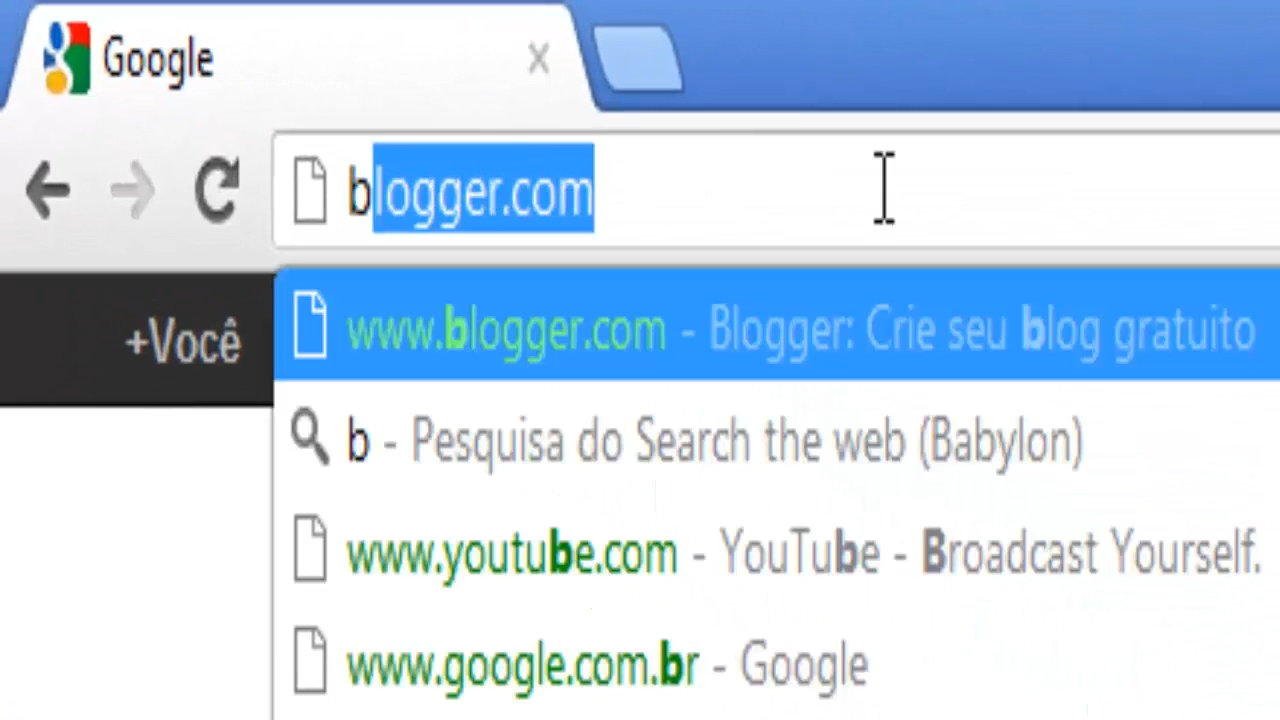 Google
blogger.com
+Você
www.blogger.com - Blogger: Crie seu blog gratuito
b - Pesquisa do Search the web (Babylon)
www.youtube.com - YouTube - Broadcast Yourself.
www.google.com.br - Google